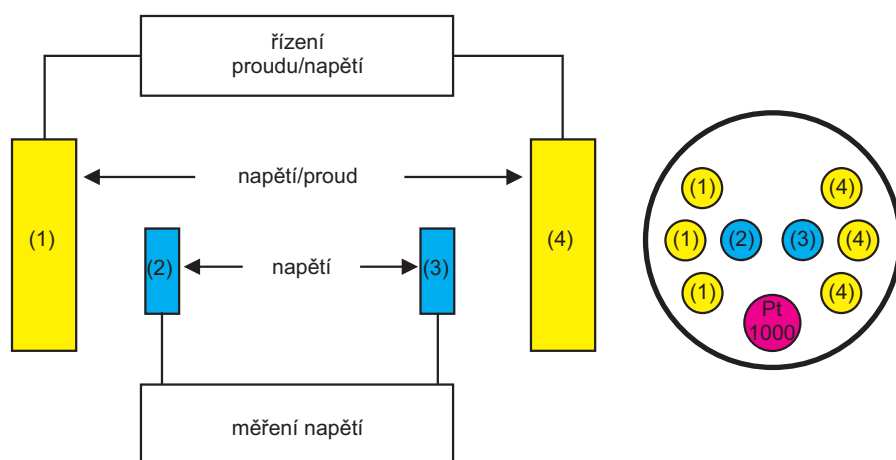 řízení
proudu/napětí
napětí/proud
(1)
(4)
(2)
napětí
(3)
měření napětí
(1)
(4)
(1)
(2)
(3)
(4)
(1)
(4)
Pt
1000